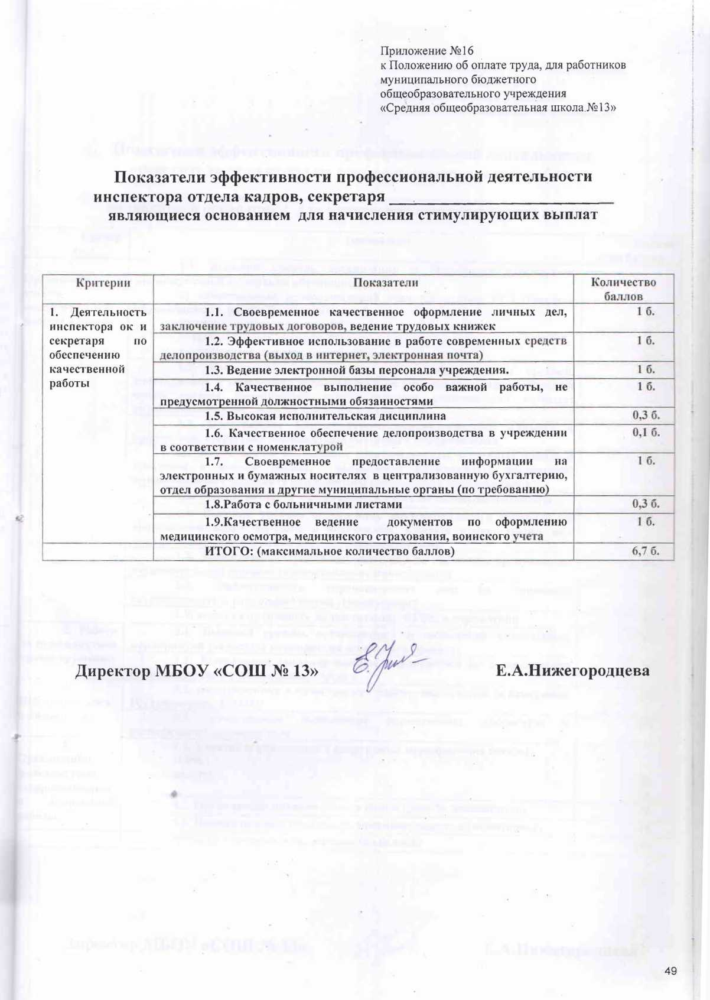 Приложение №16
к Положению об оплате труда, для работников
муниципального бюджетного
общеобразовательного учреждения
«Средняя общеобразовательная школа №13»
Показатели эффективности профессиональной деятельности
инспектора отдела кадров, секретаря ____________________________
являющиеся основанием для начисления стимулирующих выплат
Критерии
Показатели
Количество
баллов
1. Деятельность
инспектора ок и
секретаря по
обеспечению
качественной
работы
1.1. Своевременное качественное оформление личных дел,
заключение трудовых договоров, ведение трудовых книжек
1 б.
1.2. Эффективное использование в работе современных средств
делопроизводства (выход в интернет, электронная почта)
1 б.
1.3. Ведение электронной базы персонала учреждения.
1 б.
1.4. Качественное выполнение особо важной работы, не
предусмотренной должностными обязанностями
1 б.
1.5. Высокая исполнительская дисциплина
0,3 б.
1.6. Качественное обеспечение делопроизводства в учреждении
в соответствии с номенклатурой
0,1 б.
1.7. Своевременное предоставление информации на
электронных и бумажных носителях в централизованную бухгалтерию,
отдел образования и другие муниципальные органы (по требованию)
1 б.
1.8.Работа с больничными листами
0,3 б.
1.9.Качественное ведение документов по оформлению
медицинского осмотра, медицинского страхования, воинского учета
1 б.
ИТОГО: (максимальное количество баллов)
6,7 б.
Директор МБОУ «СОШ № 13»
Е.А.Нижегородцева
49